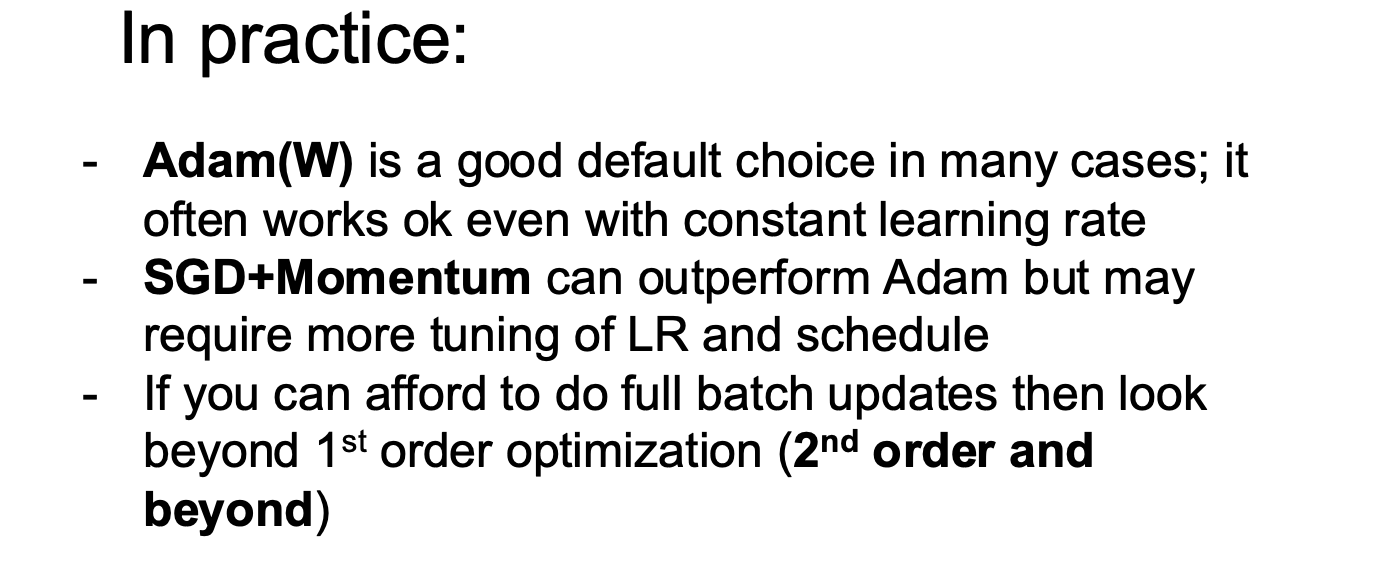 In practice:
- Adam(W) is a good default choice in many cases; it
often works ok even with constant learning rate
- SGD+Momentum can outperform Adam but may
require more tuning of LR and schedule
- If you can afford to do full batch updates then look
beyond 1st order optimization (2nd order and
beyond)